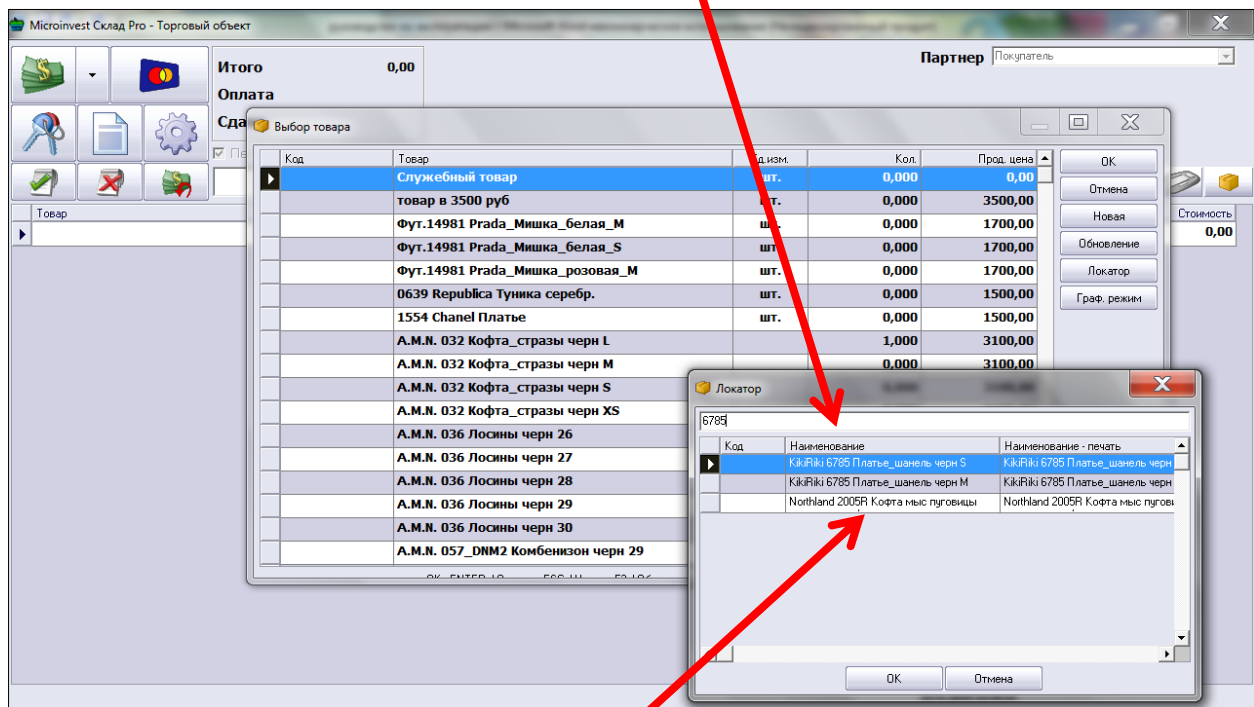 Microinvest Склад Pro - Торговый объект
Итого 0,00
Партнер Покупатель
Оплата
Сда
Выбор товара
Код Товар Ед.изм. Кол. Прод. цена
OK
Служебный товар шт. 0,000 0,00
Отмена
товар в 3500 руб шт. 0,000 3500,00
Новая
Фут.14981 Prada_Мишка_белая_M шт. 0,000 1700,00
Обновление
Фут.14981 Prada_Мишка_белая_S шт. 0,000 1700,00
Локатор
Фут.14981 Prada_Мишка_розовая_M шт. 0,000 1700,00
Граф. режим
0639 Republica Туника серебр. шт. 0,000 1500,00
1554 Chanel Платье шт. 0,000 1500,00
A.M.N. 032 Кофта_стразы черн L 1,000 3100,00
A.M.N. 032 Кофта_стразы черн M 0,000 3100,00
A.M.N. 032 Кофта_стразы черн S
A.M.N. 032 Кофта_стразы черн XS
A.M.N. 036 Лосины черн 26
A.M.N. 036 Лосины черн 27
A.M.N. 036 Лосины черн 28
A.M.N. 036 Лосины черн 29
A.M.N. 036 Лосины черн 30
A.M.N. 057_DNM2 Комбенизон черн 29
Товар
Стоимость
0,00
Локатор
6785
Код Наименование Наименование - печать
KikiRiki 6785 Платье_шанель черн S KikiRiki 6785 Платье_шанель черн
KikiRiki 6785 Платье_шанель черн M KikiRiki 6785 Платье_шанель черн
Northland 2005R Кофта мыс пуговицы Northland 2005R Кофта мыс пугови
OK Отмена